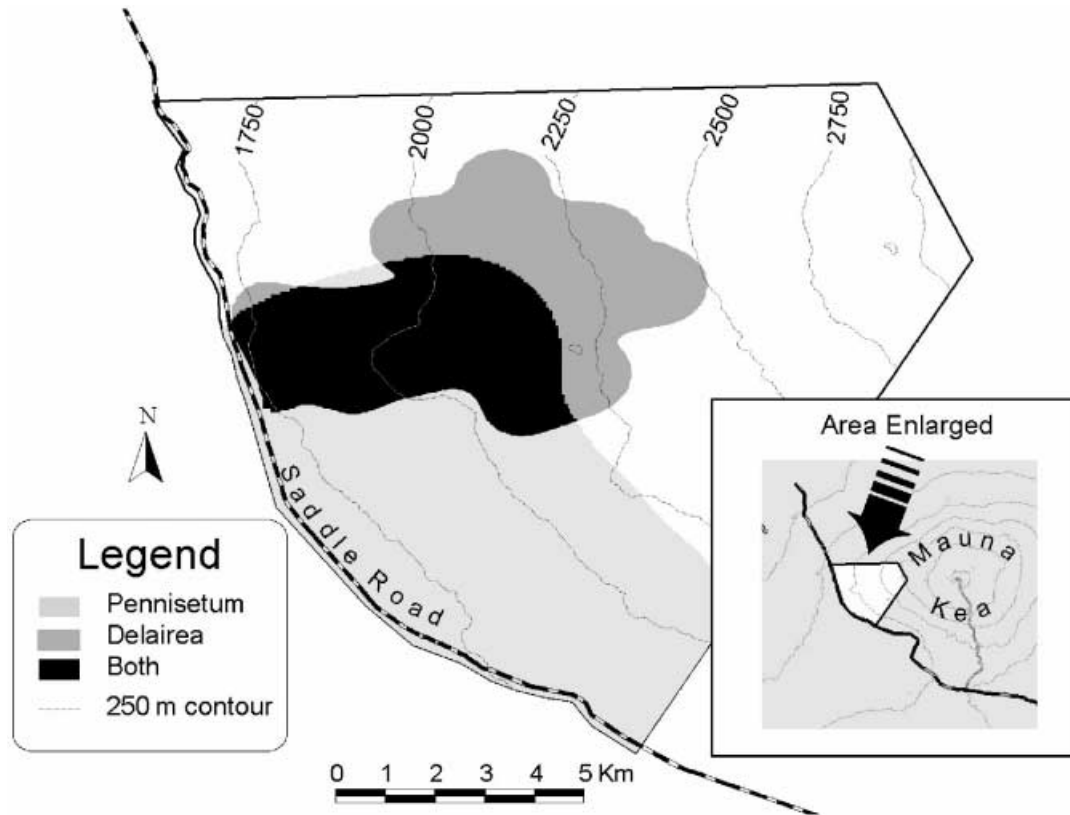 1750
2000
2250
2500
2750
N
Saddle Road
Legend
Pennisetum
Delairea
Both
250 m contour
0 1 2 3 4 5 Km
Area Enlarged
Mauna
Kea